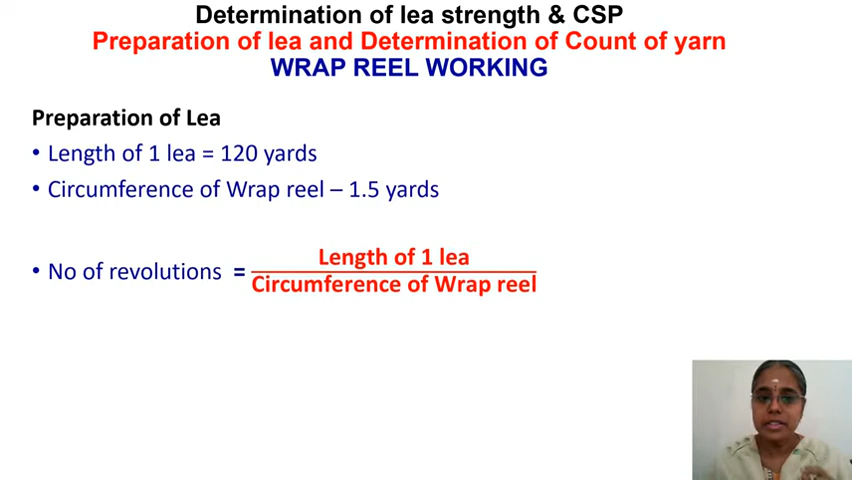 Determination of lea strength & CSP
Preparation of lea and Determination of Count of yarn
WRAP REEL WORKING
Preparation of Lea
• Length of 1 lea = 120 yards
• Circumference of Wrap reel – 1.5 yards
• No of revolutions = Length of 1 lea
Circumference of Wrap reel